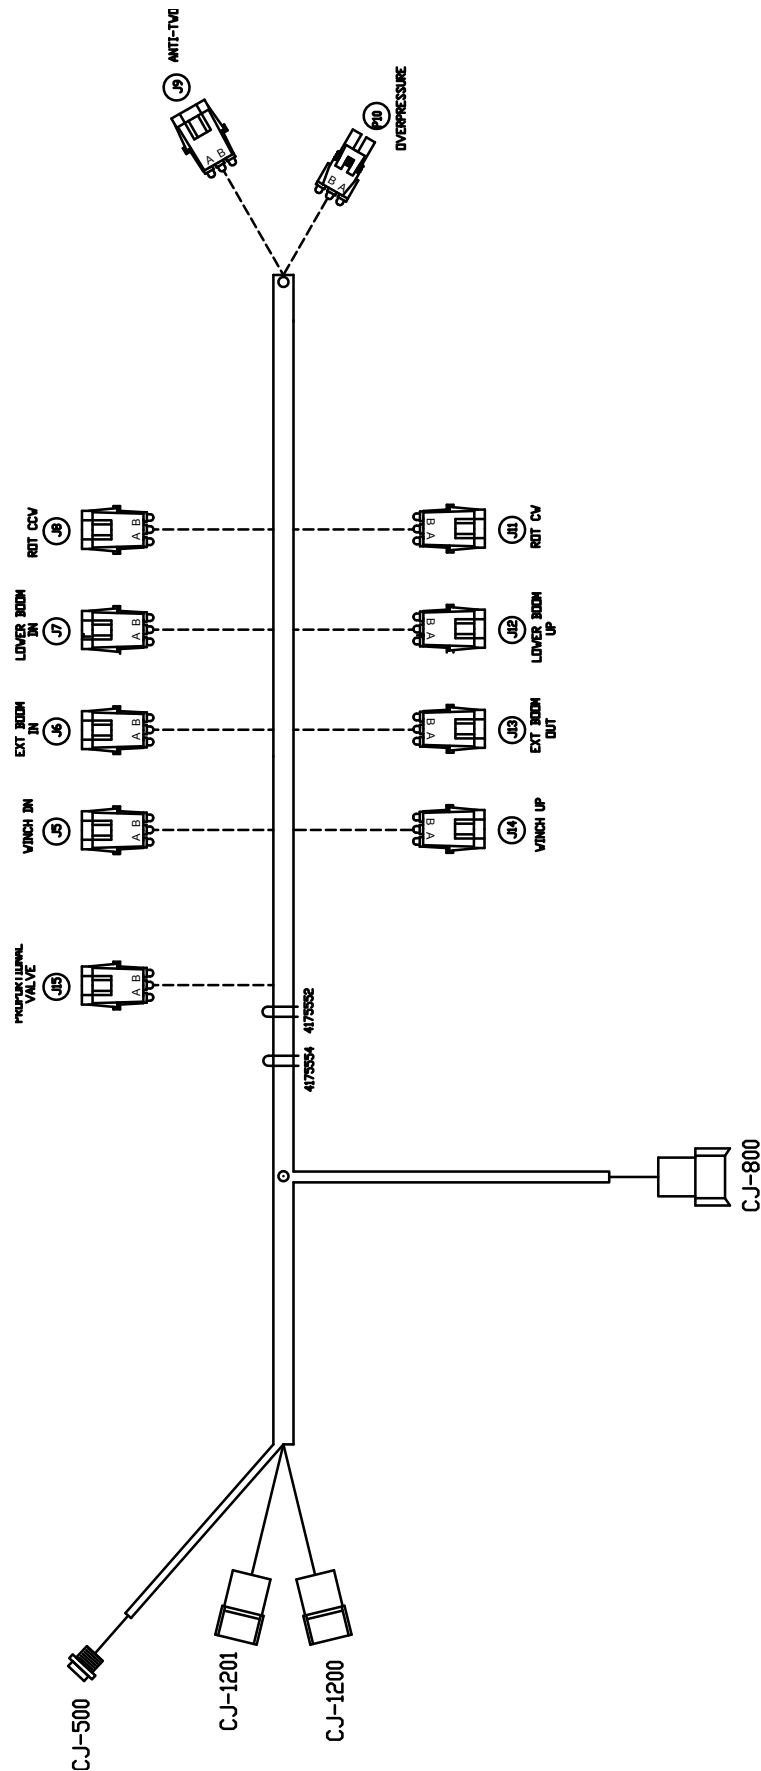 ANTI-TWO
J9
P10
OVERPRESSURE
A B
B A
ROT CCW
J8
A B
B A
J11
ROT CW
LOWER BOOM
IN
J7
A B
B A
J12
LOWER BOOM
UP
EXT BOOM
IN
J6
A B
B A
J13
EXT BOOM
OUT
WINCH DN
J5
A B
B A
J14
WINCH UP
PROPORTIONAL
VALVE
J15
A B
4175552
4175554
CJ-800
CJ-500
CJ-1201
CJ-1200